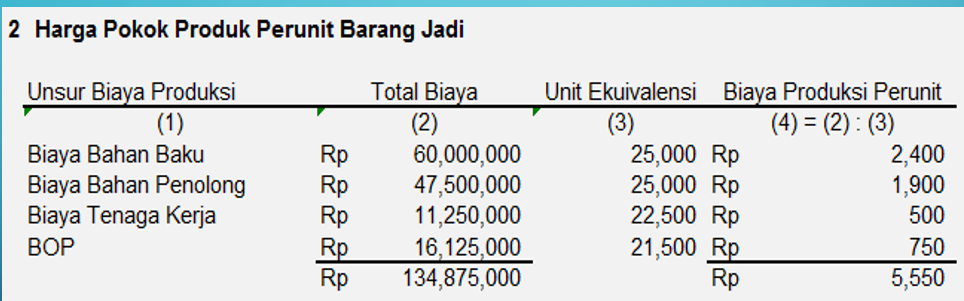 2 Harga Pokok Produk Perunit Barang Jadi
Unsur Biaya Produksi Total Biaya Unit Ekuivalensi Biaya Produksi Perunit
(1) (2) (3) (4) = (2) : (3)
Biaya Bahan Baku Rp 60,000,000 25,000 Rp 2,400
Biaya Bahan Penolong Rp 47,500,000 25,000 Rp 1,900
Biaya Tenaga Kerja Rp 11,250,000 22,500 Rp 500
BOP Rp 16,125,000 21,500 Rp 750
Rp 134,875,000 Rp 5,550